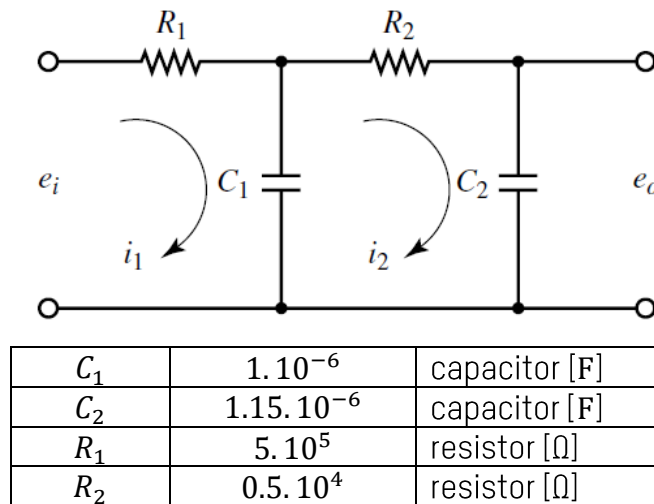 R₁ R₂
eᵢ C₁ C₂ eₒ
i₁ i₂
C₁ 1.10⁻⁶ capacitor [F]
C₂ 1.15.10⁻⁶ capacitor [F]
R₁ 5.10⁵ resistor [Ω]
R₂ 0.5.10⁴ resistor [Ω]